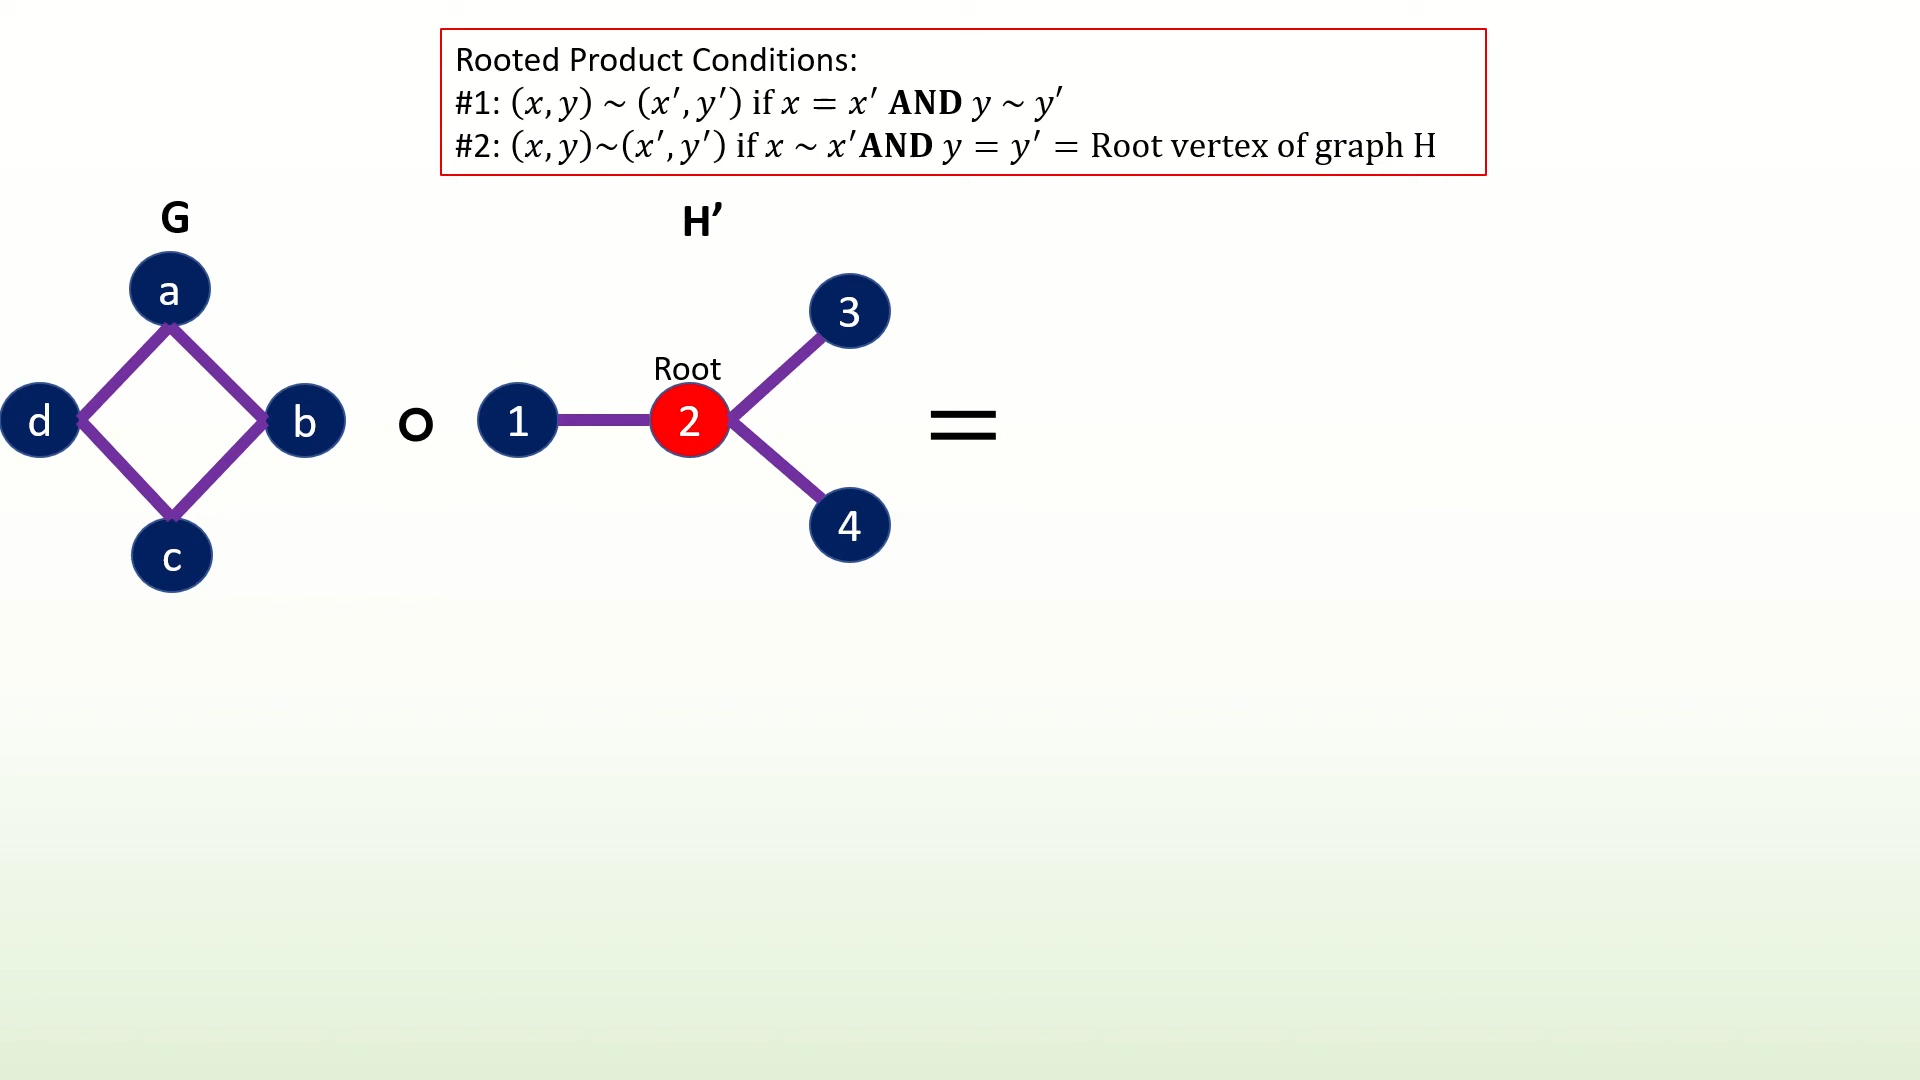 Rooted Product Conditions:
#1: (x, y) ~ (x′, y′) if x = x′ AND y ~ y′
#2: (x, y)~(x′, y′) if x ~ x′AND y = y′ = Root vertex of graph H
G
H’
a
3
Root
d
b
o
1
2
=
4
c